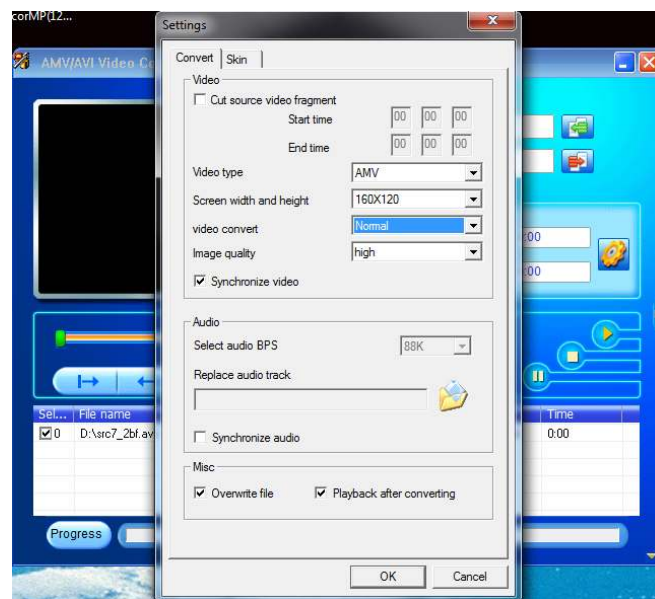 corMP(12...
Settings
AMV/AVI Video Co
Convert
Skin
Video
Cut source video fragment
Start time 00 00 00
End time 00 00 00
Video type AMV
Screen width and height 160X120
video convert Normal
Image quality high
Synchronize video
:00
:00
Audio
Select audio BPS 88K
Replace audio track
Synchronize audio
Sel... File name Time
0 D:\src7_2bf.av 0:00
Misc
Overwrite file Playback after converting
Progress
OK Cancel